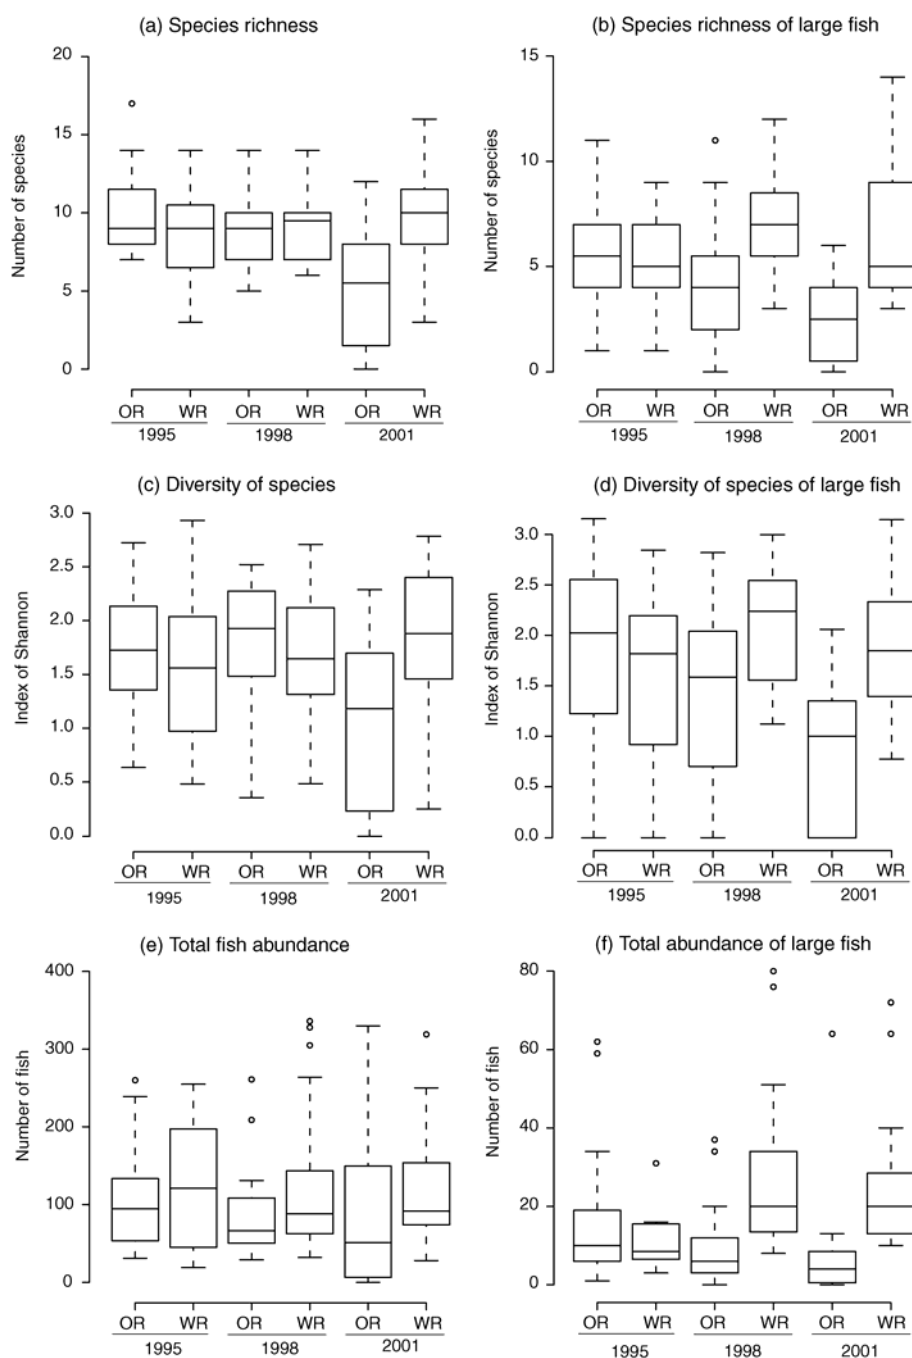 (a) Species richness
Number of species
20
15
10
5
0
OR WR OR WR OR WR
1995 1998 2001
(b) Species richness of large fish
Number of species
15
10
5
0
OR WR OR WR OR WR
1995 1998 2001
(c) Diversity of species
Index of Shannon
3.0
2.5
2.0
1.5
1.0
0.5
0.0
OR WR OR WR OR WR
1995 1998 2001
(d) Diversity of species of large fish
Index of Shannon
3.0
2.5
2.0
1.5
1.0
0.5
0.0
OR WR OR WR OR WR
1995 1998 2001
(e) Total fish abundance
Number of fish
400
300
200
100
0
OR WR OR WR OR WR
1995 1998 2001
(f) Total abundance of large fish
Number of fish
80
60
40
20
0
OR WR OR WR OR WR
1995 1998 2001